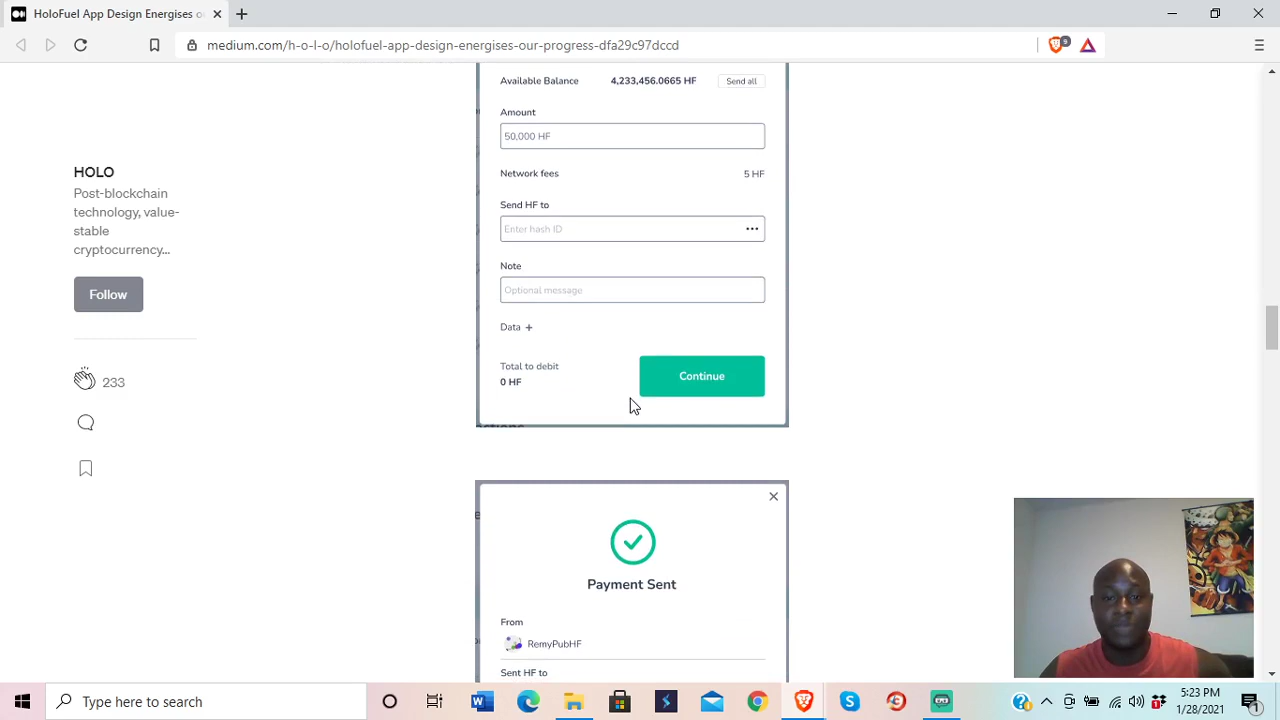 HoloFuel App Design Energises o
medium.com/h-o-l-o/holofuel-app-design-energises-our-progress-dfa29c97dccd
9
Available Balance 4,233,456.0665 HF Send all
Amount
50,000 HF
Network fees 5 HF
Send HF to
Enter hash ID
Note
Optional message
Data +
Total to debit
0 HF
Continue
HOLO
Post-blockchain
technology, value-
stable
cryptocurrency...
Follow
233
Payment Sent
From
RemyPubHF
Sent HF to
Type here to search
5:23 PM
1/28/2021
1